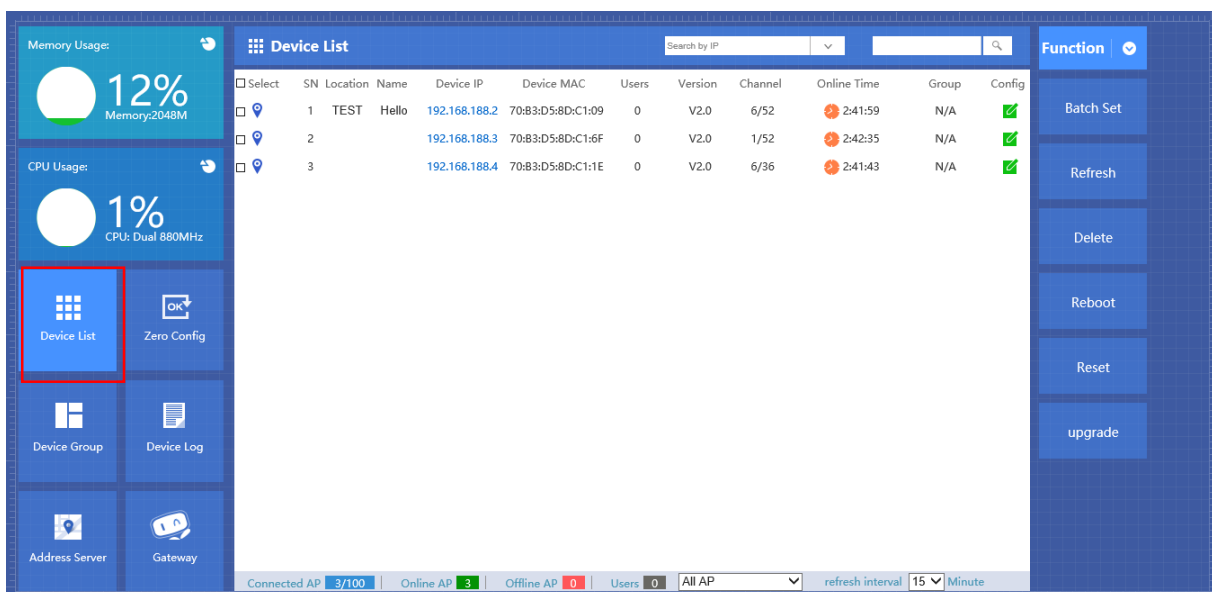 Memory Usage:
12%
Memory:2048M
CPU Usage:
1%
CPU: Dual 880MHz
Device List
OK
Zero Config
Device Group
Device Log
Address Server
Gateway
Device List
Search by IP
Select SN Location Name Device IP Device MAC Users Version Channel Online Time Group Config
1 TEST Hello 192.168.188.2 70:B3:D5:8D:C1:09 0 V2.0 6/52 2:41:59 N/A
2 192.168.188.3 70:B3:D5:8D:C1:6F 0 V2.0 1/52 2:42:35 N/A
3 192.168.188.4 70:B3:D5:8D:C1:1E 0 V2.0 6/36 2:41:43 N/A
Connected AP 3/100 Online AP 3 Offline AP 0 Users 0 All AP refresh interval 15 Minute
Function
Batch Set
Refresh
Delete
Reboot
Reset
upgrade